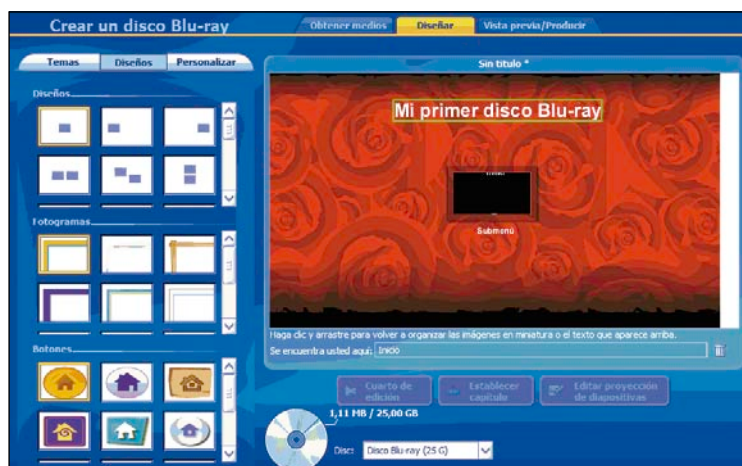 Crear un disco Blu-ray
Obtener medios
Diseñar
Vista previa/Producir
Temas
Diseños
Personalizar
Sin título *
Diseños
Mi primer disco Blu-ray
Submenú
Fotogramas
Haga clic y arrastre para volver a organizar las imágenes en miniatura o el texto que aparece arriba.
Se encuentra usted aquí: Inicio
Botones
Cuarto de edición
Establecer capítulo
Editar proyección de diapositivas
1,11 MB / 25,00 GB
Disc: Disco Blu-ray (25 G)